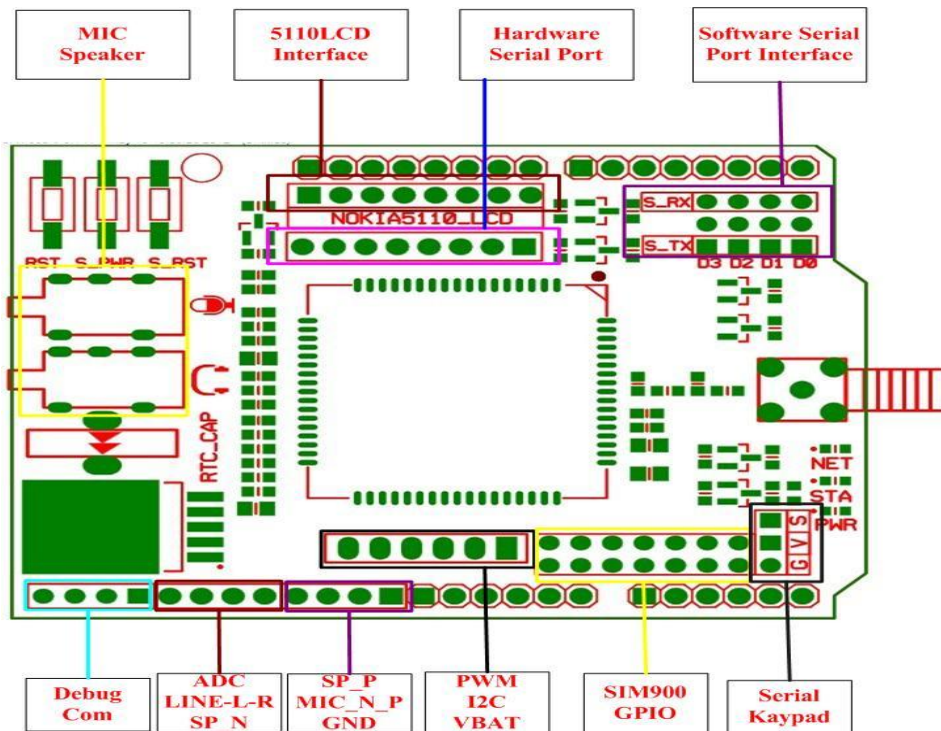 MIC
Speaker
5110LCD
Interface
Hardware
Serial Port
Software Serial
Port Interface
NOKIA5110_LCD
S_RX
S_TX
D3 D2 D1 D0
RST S_PWR S_RST
RTC_CAP
NET
STA
PWR
G V S
Debug
Com
ADC
LINE-L-R
SP_N
SP_P
MIC_N_P
GND
PWM
I2C
VBAT
SIM900
GPIO
Serial
Kaypad